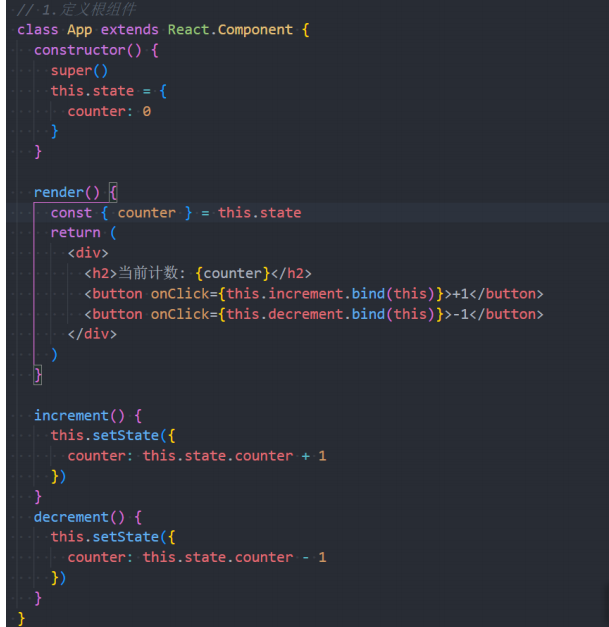 // 1.定义根组件
class App extends React.Component {
  constructor() {
    super()
    this.state = {
      counter: 0
    }
  }

  render() {
    const { counter } = this.state
    return (
      <div>
        <h2>当前计数: {counter}</h2>
        <button onClick={this.increment.bind(this)}>+1</button>
        <button onClick={this.decrement.bind(this)}>-1</button>
      </div>
    )
  }

  increment() {
    this.setState({
      counter: this.state.counter + 1
    })
  }
  decrement() {
    this.setState({
      counter: this.state.counter - 1
    })
  }
}